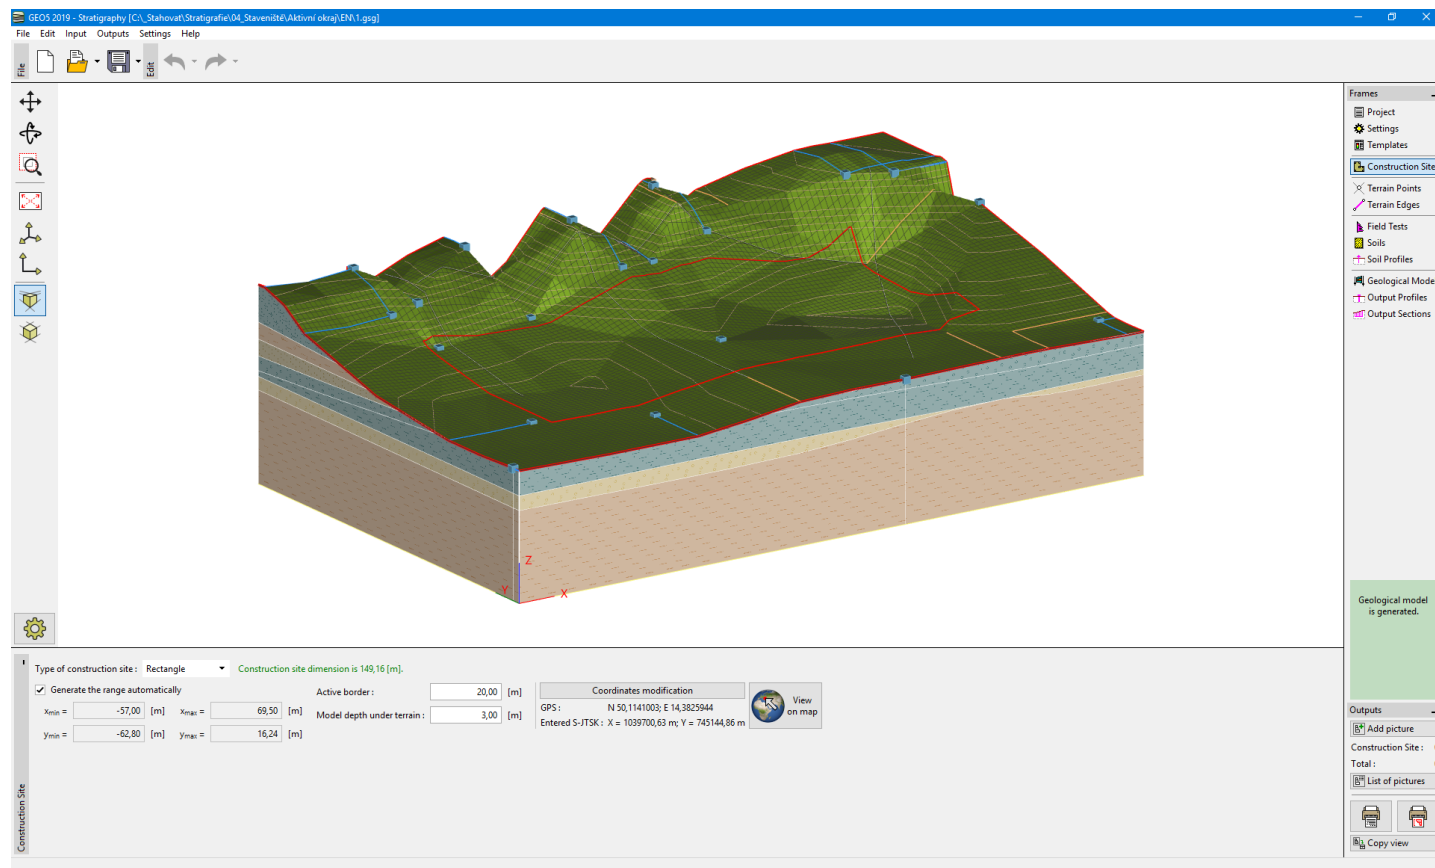 GEO5 2019 - Stratigraphy [C:\_Stahovat\Stratigrafie\04_Staveniště\Aktivní okraj\EN\1.gsg]
File Edit Input Outputs Settings Help
File
Edit
Frames
Project
Settings
Templates
Construction Site
Terrain Points
Terrain Edges
Field Tests
Soils
Soil Profiles
Geological Mode
Output Profiles
Output Sections
Z
Y
X
Geological model
is generated.
Type of construction site : Rectangle Construction site dimension is 149,16 [m].
Generate the range automatically
xmin = -57,00 [m] xmax = 69,50 [m]
ymin = -62,80 [m] ymax = 16,24 [m]
Active border : 20,00 [m]
Model depth under terrain : 3,00 [m]
Coordinates modification
GPS : N 50,1141003; E 14,3825944
Entered S-JTSK : X = 1039700,63 m; Y = 745144,86 m
View
on map
Construction Site
Outputs
Add picture
Construction Site :
Total :
List of pictures
Copy view